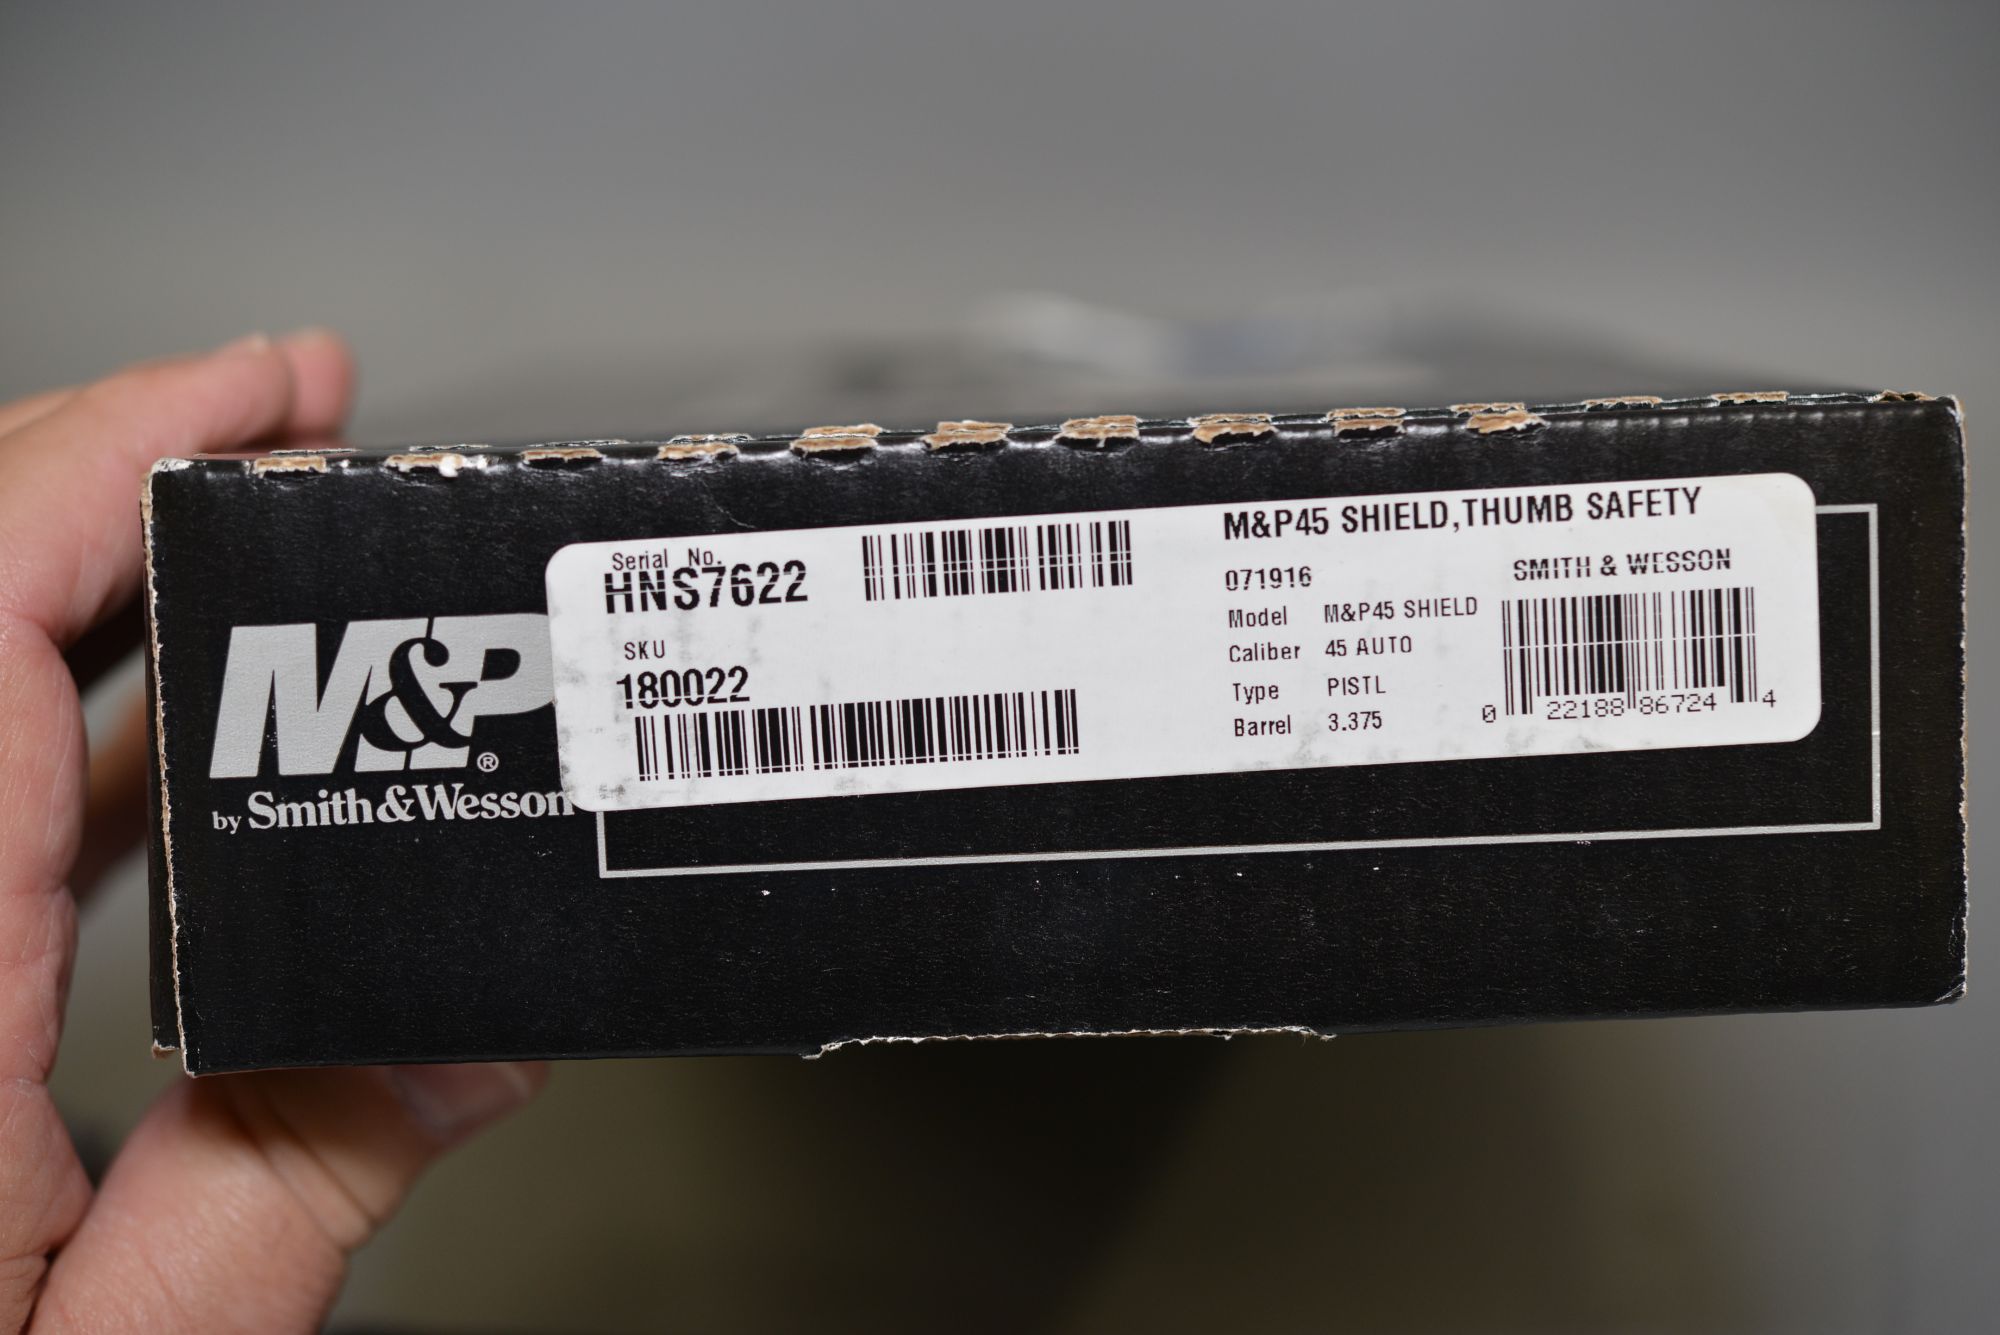 M&P®
by Smith&Wesson
Serial No.
HNS7622
SKU
180022
M&P45 SHIELD,THUMB SAFETY
071916
SMITH & WESSON
Model M&P45 SHIELD
Caliber 45 AUTO
Type PISTL
Barrel 3.375
0 22188 86724 4